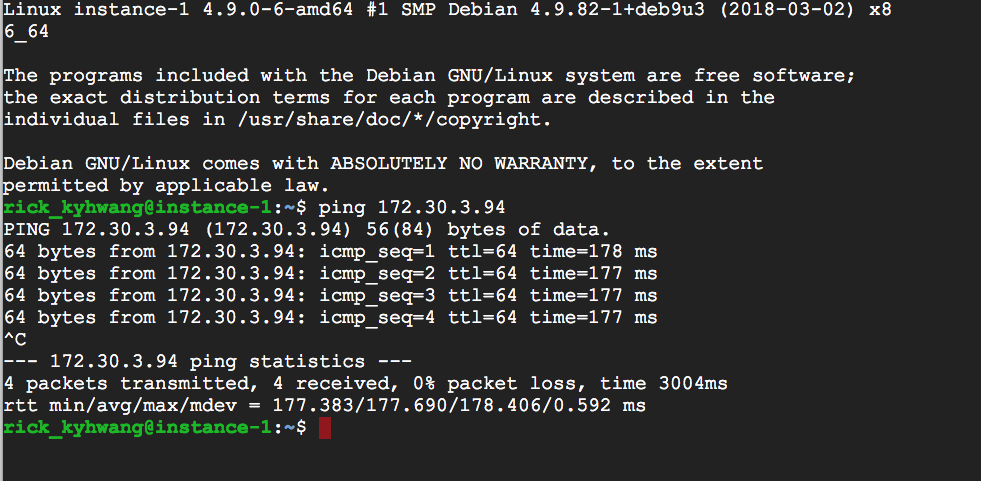 Linux instance-1 4.9.0-6-amd64 #1 SMP Debian 4.9.82-1+deb9u3 (2018-03-02) x8
6_64
The programs included with the Debian GNU/Linux system are free software;
the exact distribution terms for each program are described in the
individual files in /usr/share/doc/*/copyright.
Debian GNU/Linux comes with ABSOLUTELY NO WARRANTY, to the extent
permitted by applicable law.
rick_kyhwang@instance-1:~$ ping 172.30.3.94
PING 172.30.3.94 (172.30.3.94) 56(84) bytes of data.
64 bytes from 172.30.3.94: icmp_seq=1 ttl=64 time=178 ms
64 bytes from 172.30.3.94: icmp_seq=2 ttl=64 time=177 ms
64 bytes from 172.30.3.94: icmp_seq=3 ttl=64 time=177 ms
64 bytes from 172.30.3.94: icmp_seq=4 ttl=64 time=177 ms
^C
--- 172.30.3.94 ping statistics ---
4 packets transmitted, 4 received, 0% packet loss, time 3004ms
rtt min/avg/max/mdev = 177.383/177.690/178.406/0.592 ms
rick_kyhwang@instance-1:~$